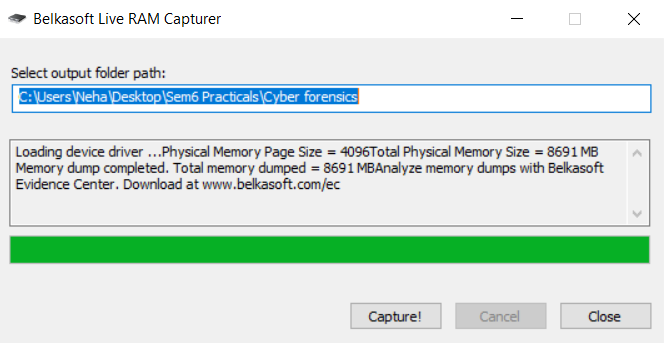 Belkasoft Live RAM Capturer
Select output folder path:
C:\Users\Neha\Desktop\Sem6 Practicals\Cyber forensics
Loading device driver ...Physical Memory Page Size = 4096Total Physical Memory Size = 8691 MB
Memory dump completed. Total memory dumped = 8691 MBAnalyze memory dumps with Belkasoft
Evidence Center. Download at www.belkasoft.com/ec
Capture!
Cancel
Close